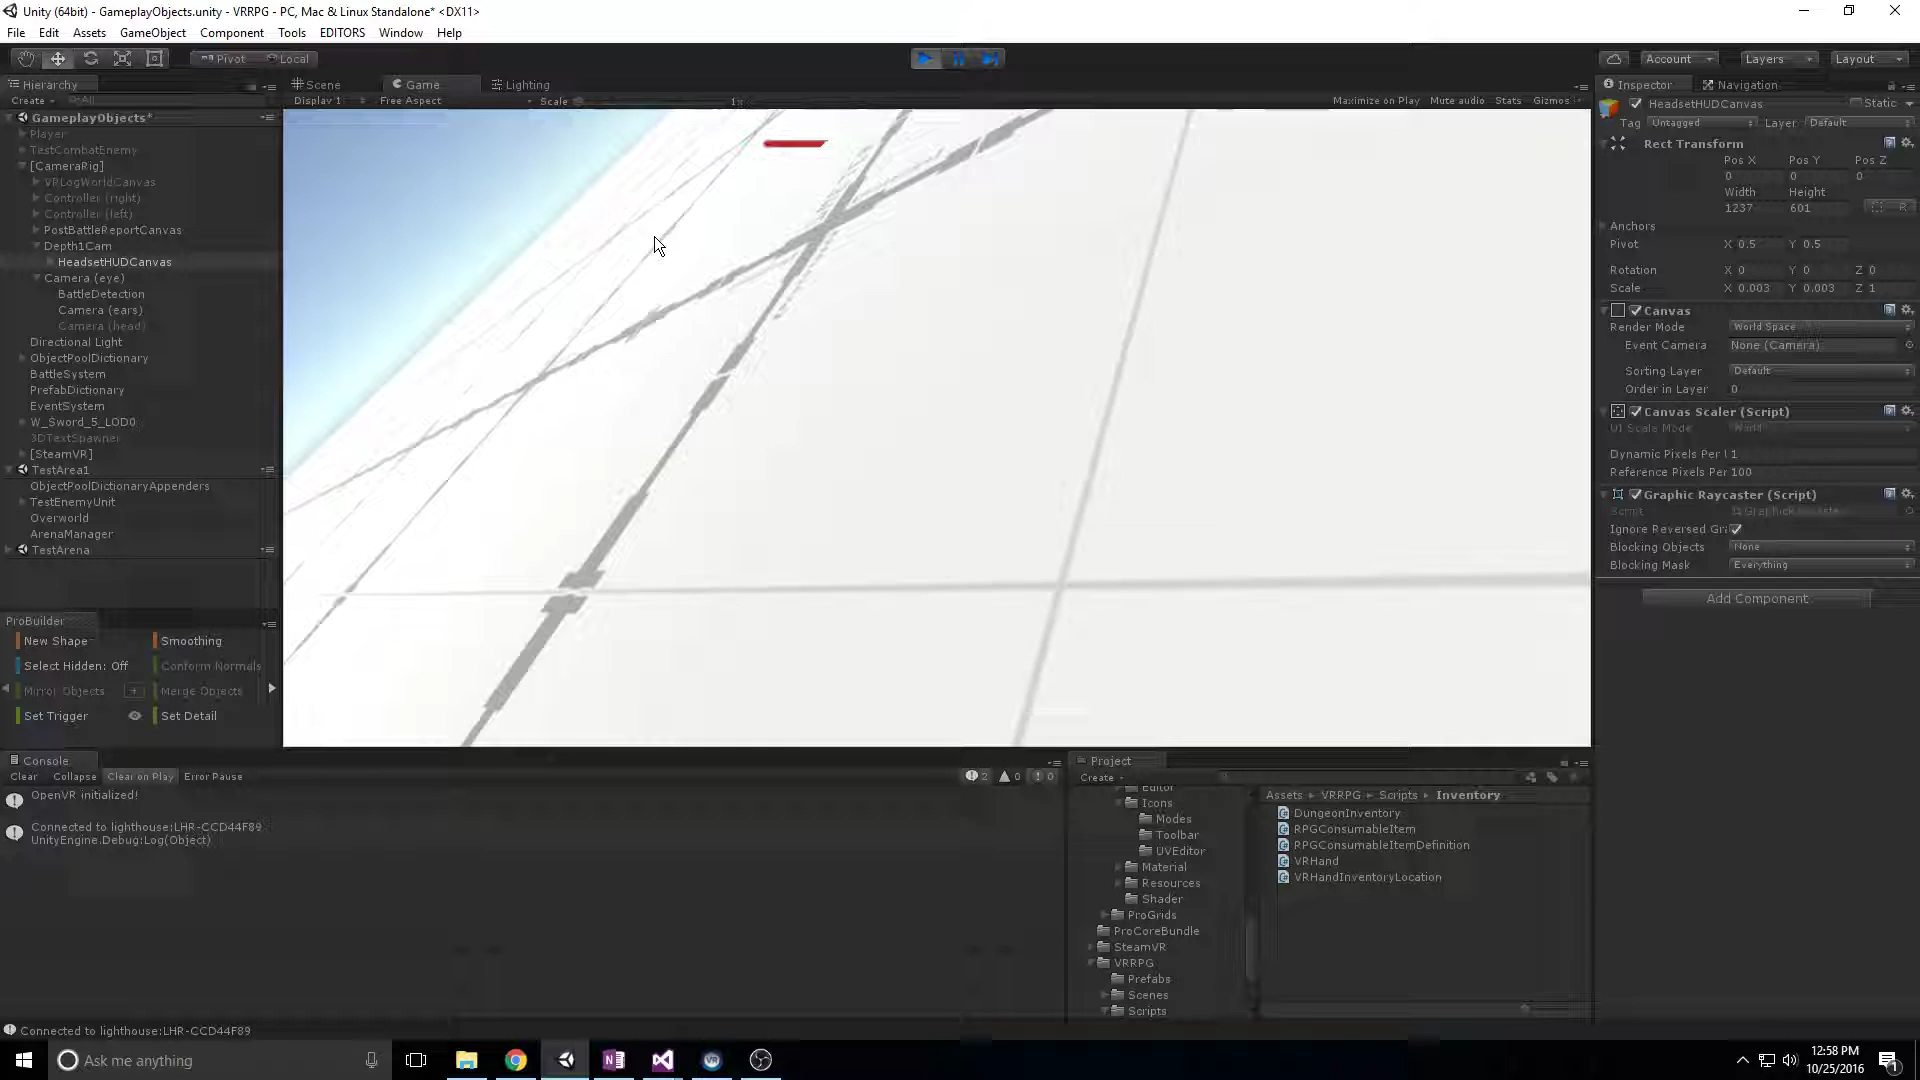 Unity (64bit) - GameplayObjects.unity - VRRPG - PC, Mac & Linux Standalone* <DX11>
File Edit Assets GameObject Component Tools EDITORS Window Help
Pivot Local
Account Layers Layout
Hierarchy
Create All
GameplayObjects*
Player
TestCombatEnemy
[CameraRig]
VRLogWorldCanvas
Controller (right)
Controller (left)
PostBattleReportCanvas
Depth1Cam
HeadsetHUDCanvas
Camera (eye)
BattleDetection
Camera (ears)
Camera (head)
Directional Light
ObjectPoolDictionary
BattleSystem
PrefabDictionary
EventSystem
W_Sword_5_LOD0
3DTextSpawner
[SteamVR]
TestArea1
ObjectPoolDictionaryAppenders
TestEnemyUnit
Overworld
ArenaManager
TestArena
ProBuilder
New Shape Smoothing
Select Hidden: Off Conform Normals
Mirror Objects + Merge Objects
Set Trigger Set Detail
Scene Game Lighting
Display 1 Free Aspect Scale 1x Maximize on Play Mute audio Stats Gizmos
Inspector Navigation
HeadsetHUDCanvas Static
Tag Untagged Layer Default
Rect Transform
Pos X Pos Y Pos Z
0 0 0
Width Height
1237 601 R
Anchors
Pivot X 0.5 Y 0.5
Rotation X 0 Y 0 Z 0
Scale X 0.003 Y 0.003 Z 1
Canvas
Render Mode World Space
Event Camera None (Camera)
Sorting Layer Default
Order in Layer 0
Canvas Scaler (Script)
UI Scale Mode World
Dynamic Pixels Per U 1
Reference Pixels Per 100
Graphic Raycaster (Script)
Script GraphicRaycaster
Ignore Reversed Gra
Blocking Objects None
Blocking Mask Everything
Add Component
Console
Clear Collapse Clear on Play Error Pause 2 0 0
OpenVR initialized!
Connected to lighthouse:LHR-CCD44F89
UnityEngine.Debug:Log(Object)
Connected to lighthouse:LHR-CCD44F89
Project
Create
Editor
Icons
Modes
Toolbar
UVEditor
Material
Resources
Shader
ProGrids
ProCoreBundle
SteamVR
VRRPG
Prefabs
Scenes
Scripts
Assets VRRPG Scripts Inventory
DungeonInventory
RPGConsumableItem
RPGConsumableItemDefinition
VRHand
VRHandInventoryLocation
Ask me anything
12:58 PM
10/25/2016
1